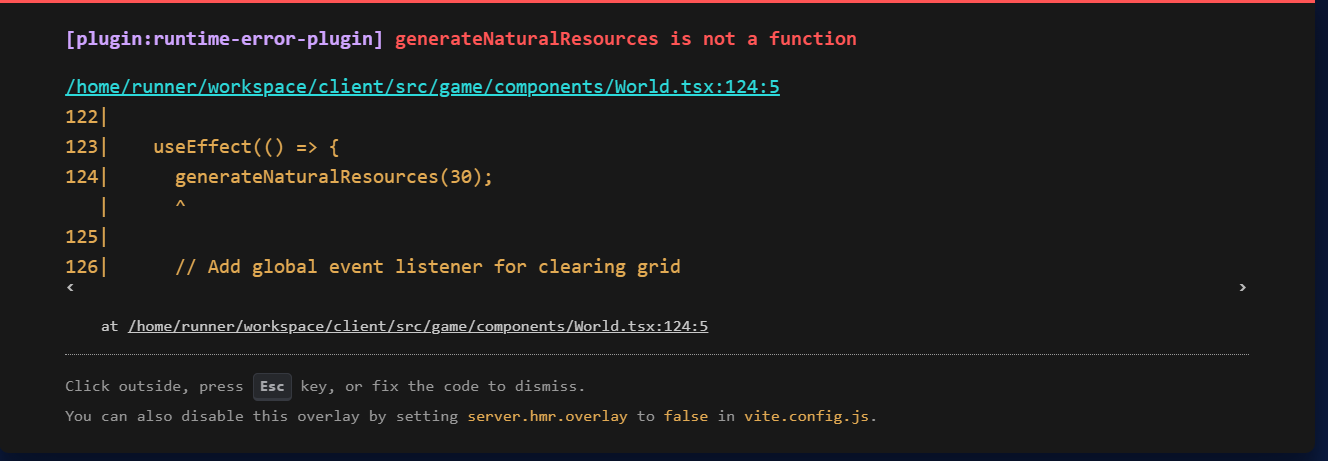 [plugin:runtime-error-plugin] generateNaturalResources is not a function
/home/runner/workspace/client/src/game/components/World.tsx:124:5
122|
123|    useEffect(() => {
124|      generateNaturalResources(30);
   |      ^
125|
126|      // Add global event listener for clearing grid
‹ ›
at /home/runner/workspace/client/src/game/components/World.tsx:124:5
Click outside, press Esc key, or fix the code to dismiss.
You can also disable this overlay by setting server.hmr.overlay to false in vite.config.js.